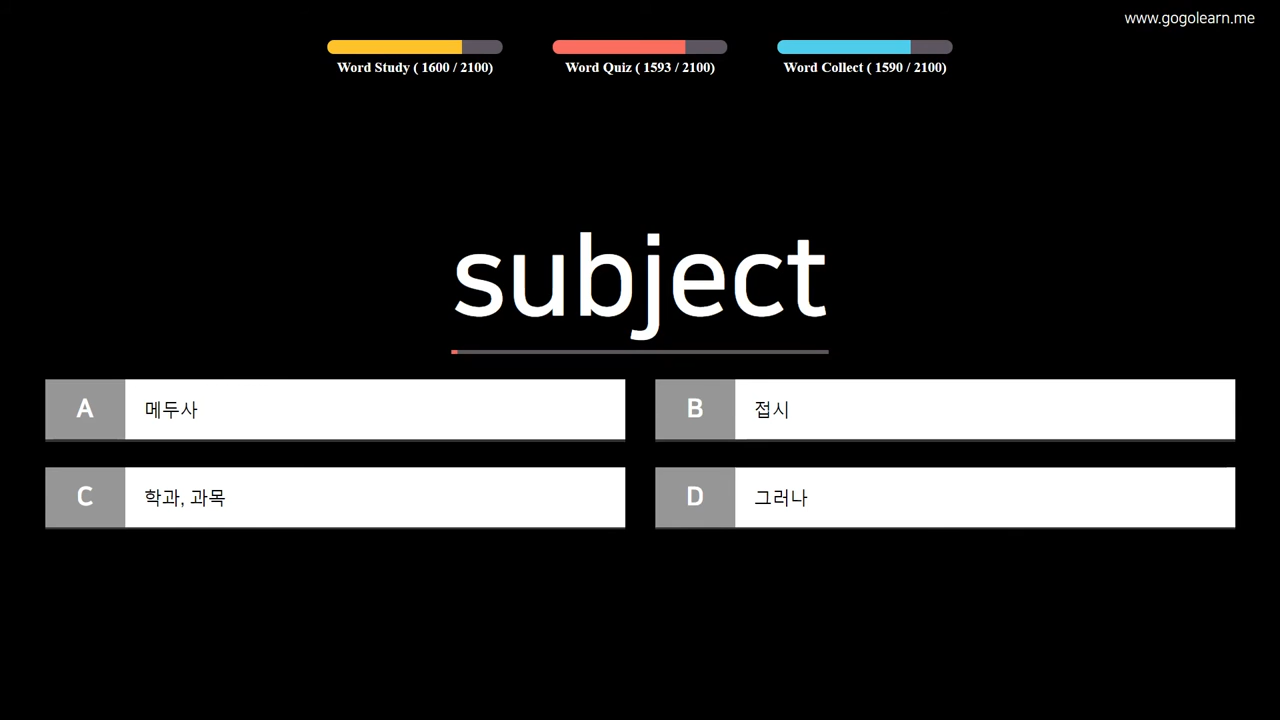 www.gogolearn.me
Word Study ( 1600 / 2100)
Word Quiz ( 1593 / 2100)
Word Collect ( 1590 / 2100)
subject
A 메두사
B 접시
C 학과, 과목
D 그러나